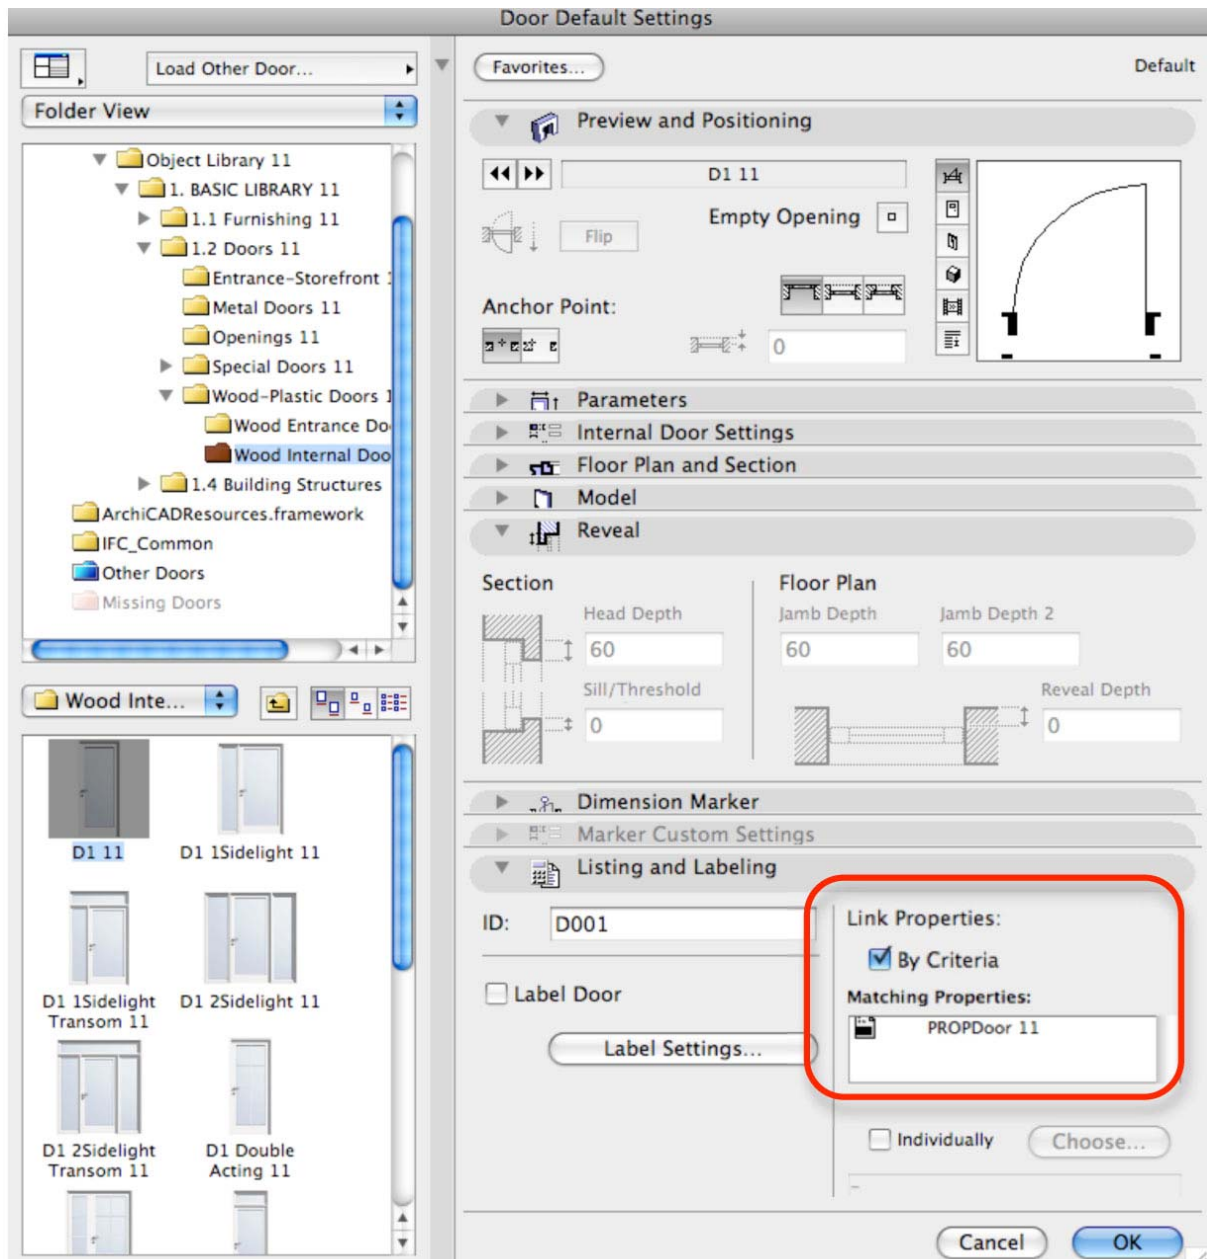 Door Default Settings
Load Other Door...
Folder View
Object Library 11
1. BASIC LIBRARY 11
1.1 Furnishing 11
1.2 Doors 11
Entrance-Storefront
Metal Doors 11
Openings 11
Special Doors 11
Wood-Plastic Doors 1
Wood Entrance Do
Wood Internal Doo
1.4 Building Structures
ArchiCADResources.framework
IFC_Common
Other Doors
Missing Doors
Wood Inte...
D1 11
D1 1Sidelight 11
D1 1Sidelight
Transom 11
D1 2Sidelight 11
D1 2Sidelight
Transom 11
D1 Double
Acting 11
Favorites...
Default
Preview and Positioning
D1 11
Flip
Empty Opening
Anchor Point:
0
Parameters
Internal Door Settings
Floor Plan and Section
Model
Reveal
Section
Head Depth
60
Sill/Threshold
0
Floor Plan
Jamb Depth
60
Jamb Depth 2
60
Reveal Depth
0
Dimension Marker
Marker Custom Settings
Listing and Labeling
ID:
D001
Label Door
Label Settings...
Link Properties:
By Criteria
Matching Properties:
PROPDoor 11
Individually
Choose...
Cancel
OK